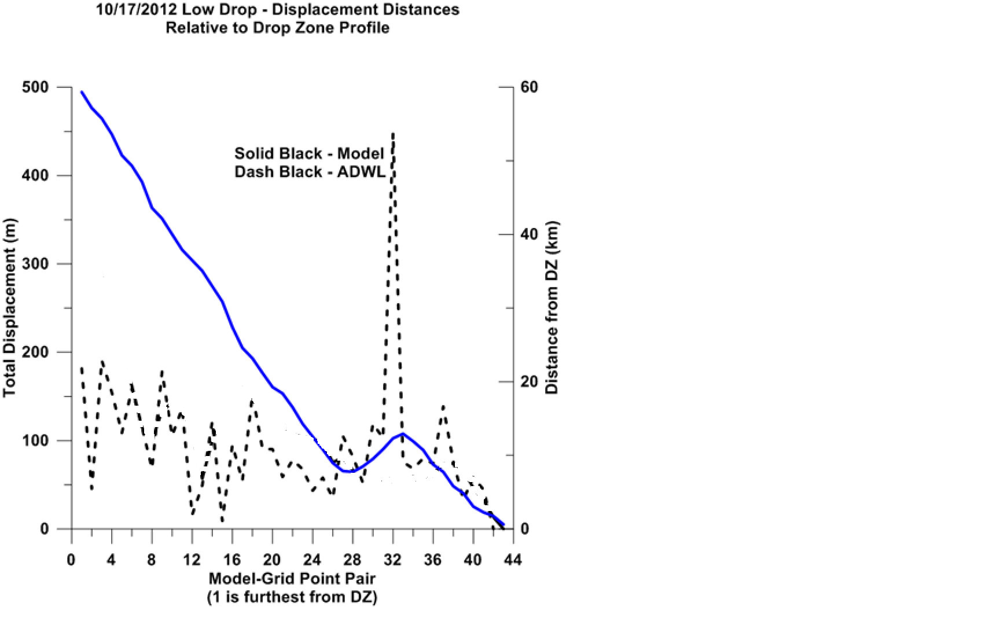 10/17/2012 Low Drop - Displacement Distances
Relative to Drop Zone Profile
500
400
300
200
100
0
Total Displacement (m)
Solid Black - Model
Dash Black - ADWL
60
40
20
0
Distance from DZ (km)
0 4 8 12 16 20 24 28 32 36 40 44
Model-Grid Point Pair
(1 is furthest from DZ)